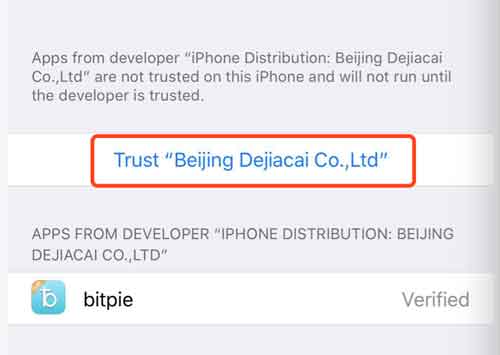 Apps from developer “iPhone Distribution: Beijing Dejiacai
Co.,Ltd” are not trusted on this iPhone and will not run until
the developer is trusted.
Trust “Beijing Dejiacai Co.,Ltd”
APPS FROM DEVELOPER “IPHONE DISTRIBUTION: BEIJING
DEJIACAI CO.,LTD”
bitpie Verified